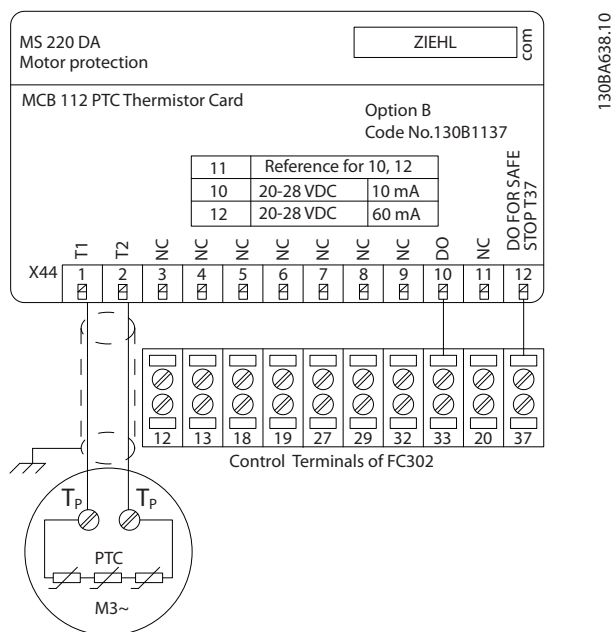 MS 220 DA
Motor protection
ZIEHL
com
130BA638.10
MCB 112 PTC Thermistor Card
Option B
Code No.130B1137
11 Reference for 10, 12
10 20-28 VDC 10 mA
12 20-28 VDC 60 mA
T1 T2 NC NC NC NC NC NC NC DO NC DO FOR SAFE STOP T37
X44 1 2 3 4 5 6 7 8 9 10 11 12
12 13 18 19 27 29 32 33 20 37
Control Terminals of FC302
TP TP
PTC
M3~